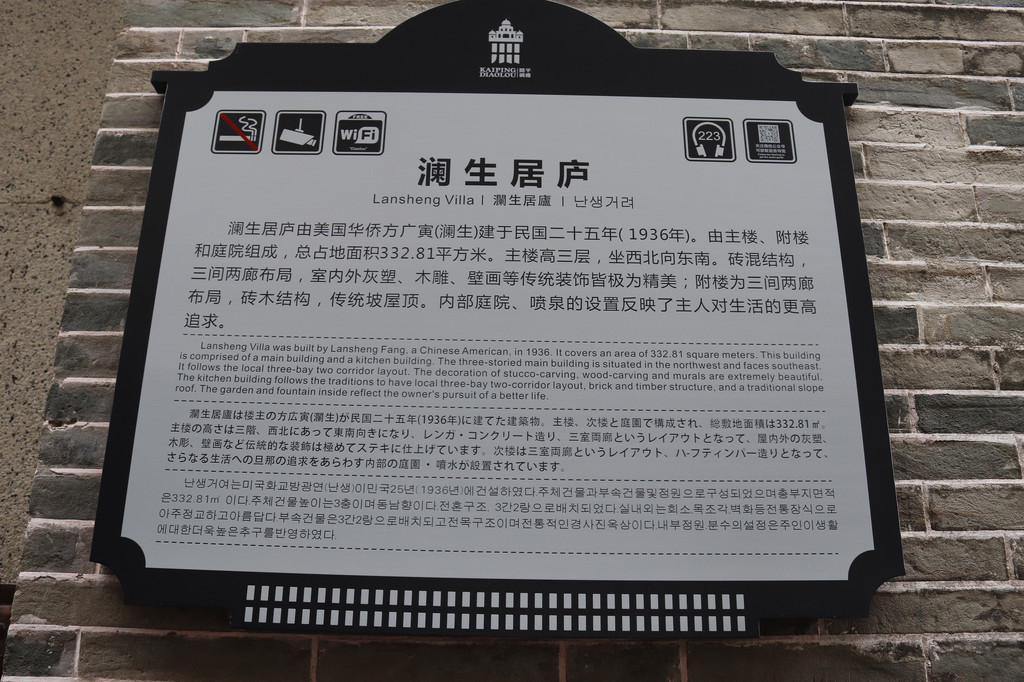 KAIPING
DIAOLOU
开平
碉楼
FREE
WiFi
223
澜生居庐
Lansheng Villa | 瀾生居廬 | 난생거려
澜生居庐由美国华侨方广寅(澜生)建于民国二十五年( 1936年)。由主楼、附楼
和庭院组成，总占地面积332.81平方米。主楼高三层，坐西北向东南。砖混结构，
三间两廊布局，室内外灰塑、木雕、壁画等传统装饰皆极为精美；附楼为三间两廊
布局，砖木结构，传统坡屋顶。内部庭院、喷泉的设置反映了主人对生活的更高
追求。
Lansheng Villa was built by Lansheng Fang, a Chinese American, in 1936. It covers an area of 332.81 square meters. This building
is comprised of a main building and a kitchen building. The three-storied main building is situated in the northwest and faces southeast.
It follows the local three-bay two corridor layout. The decoration of stucco-carving, wood-carving and murals are extremely beautiful.
The kitchen building follows the traditions to have local three-bay two-corridor layout, brick and timber structure, and a traditional slope
roof. The garden and fountain inside reflect the owner's pursuit of a better life.
瀾生居廬は楼主の方広寅(瀾生)が民国二十五年(1936年)に建てた建築物。主楼、次楼と庭園で構成され、総敷地面積は332.81㎡。
主楼の高さは三階、西北にあって東南向きになり、レンガ・コンクリート造り、三室両廊というレイアウトとなって、屋内外の灰塑、
木彫、壁画など伝統的な装飾は極めてステキに仕上げています。次楼は三室両廊というレイアウト、ハーフティンバー造りとなって、
さらなる生活への旦那の追求をあらわす内部の庭園・噴水が設置されています。
난생거려는미국화교방광연(난생)이민국25년(1936년)에건설하였다.주체건물과부속건물및정원으로구성되었으며총부지면적
은332.81㎡이다.주체건물높이는3층이며동남향이다.전혼구조. 3간2랑으로배치되었다.실내외는회소.목조각.벽화등전통장식으로
아주정교하고아름답다.부속건물은3간2랑으로배치되고전목구조이며전통적인경사진옥상이다.내부정원.분수의설정은주인이생활
에대한더욱높은추구를반영하였다.